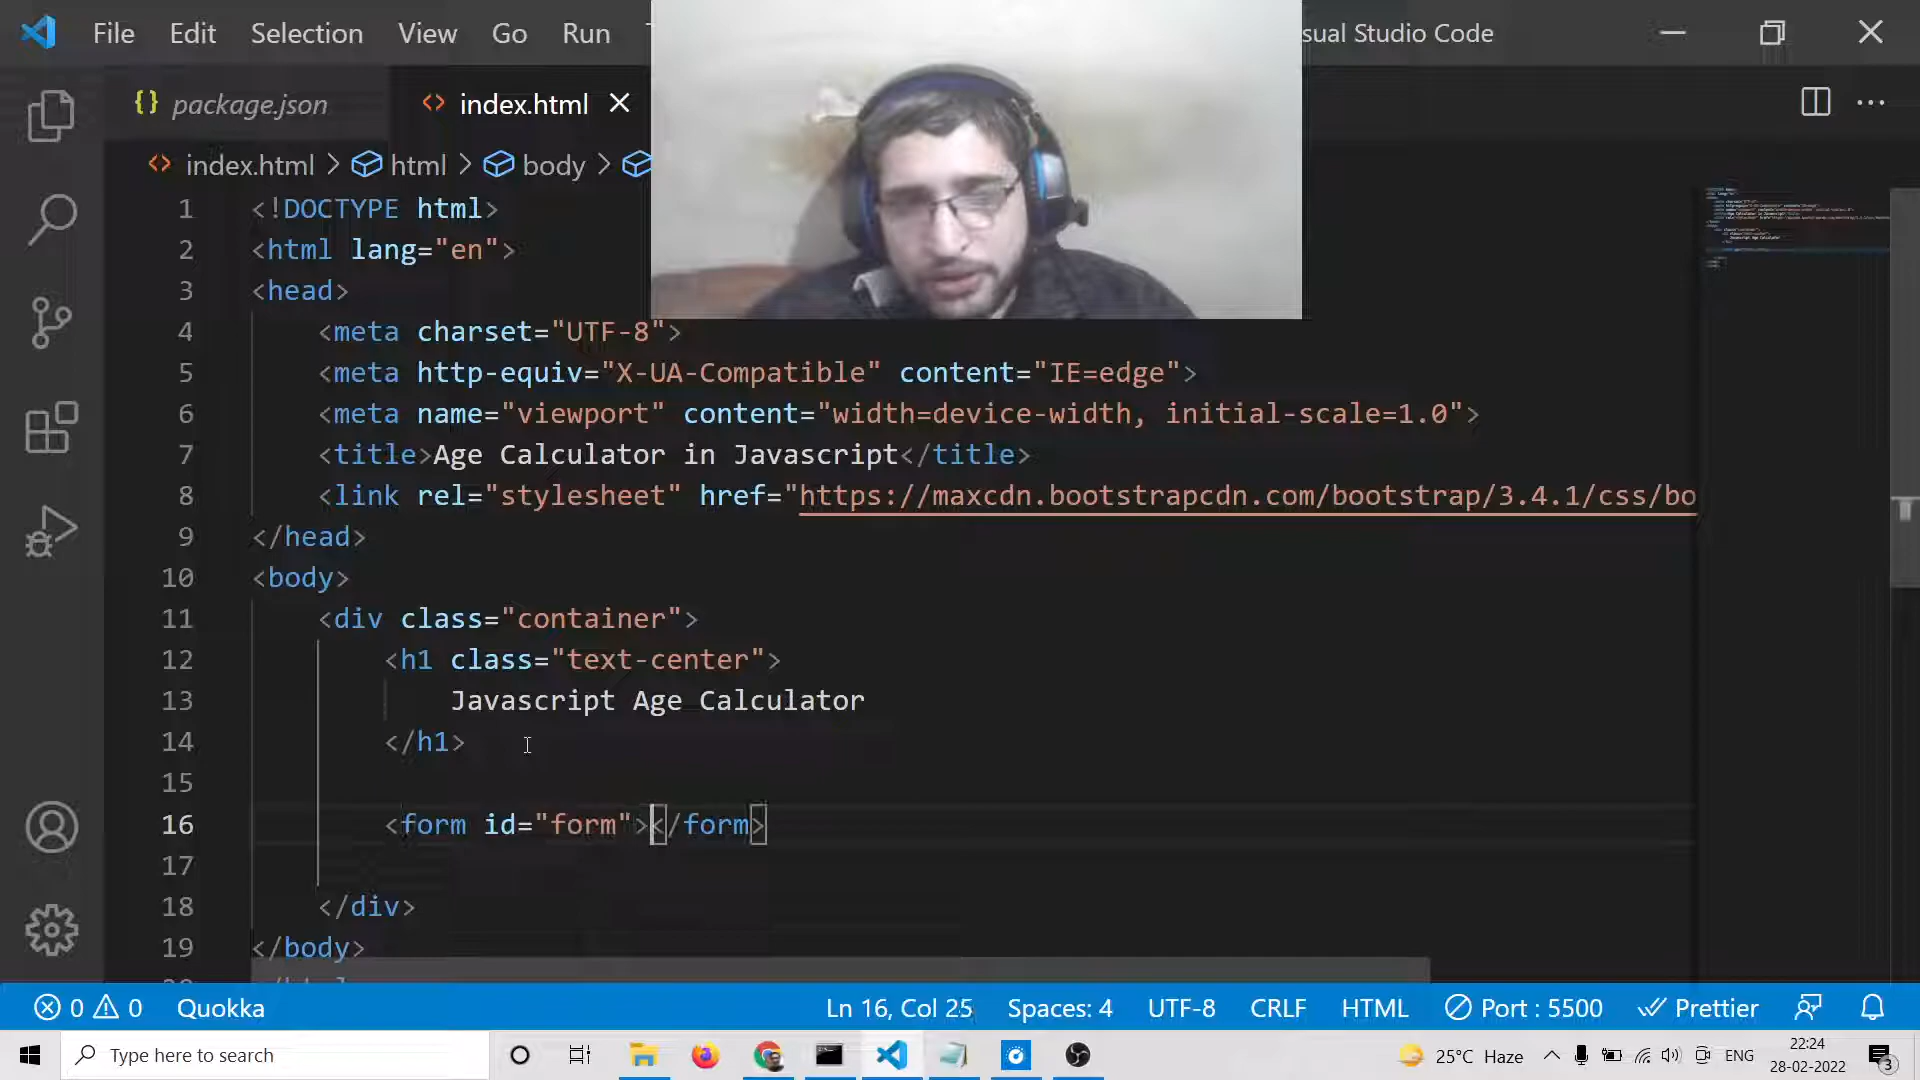 File Edit Selection View Go Run sual Studio Code
{} package.json <> index.html
<> index.html > html > body >
1 <!DOCTYPE html>
2 <html lang="en">
3 <head>
4 <meta charset="UTF-8">
5 <meta http-equiv="X-UA-Compatible" content="IE=edge">
6 <meta name="viewport" content="width=device-width, initial-scale=1.0">
7 <title>Age Calculator in Javascript</title>
8 <link rel="stylesheet" href="https://maxcdn.bootstrapcdn.com/bootstrap/3.4.1/css/bo
9 </head>
10 <body>
11 <div class="container">
12 <h1 class="text-center">
13 Javascript Age Calculator
14 </h1>
15
16 <form id="form"></form>
17
18 </div>
19 </body>
0 0 Quokka Ln 16, Col 25 Spaces: 4 UTF-8 CRLF HTML Port : 5500 Prettier
Type here to search 25°C Haze ENG 22:24
28-02-2022 3